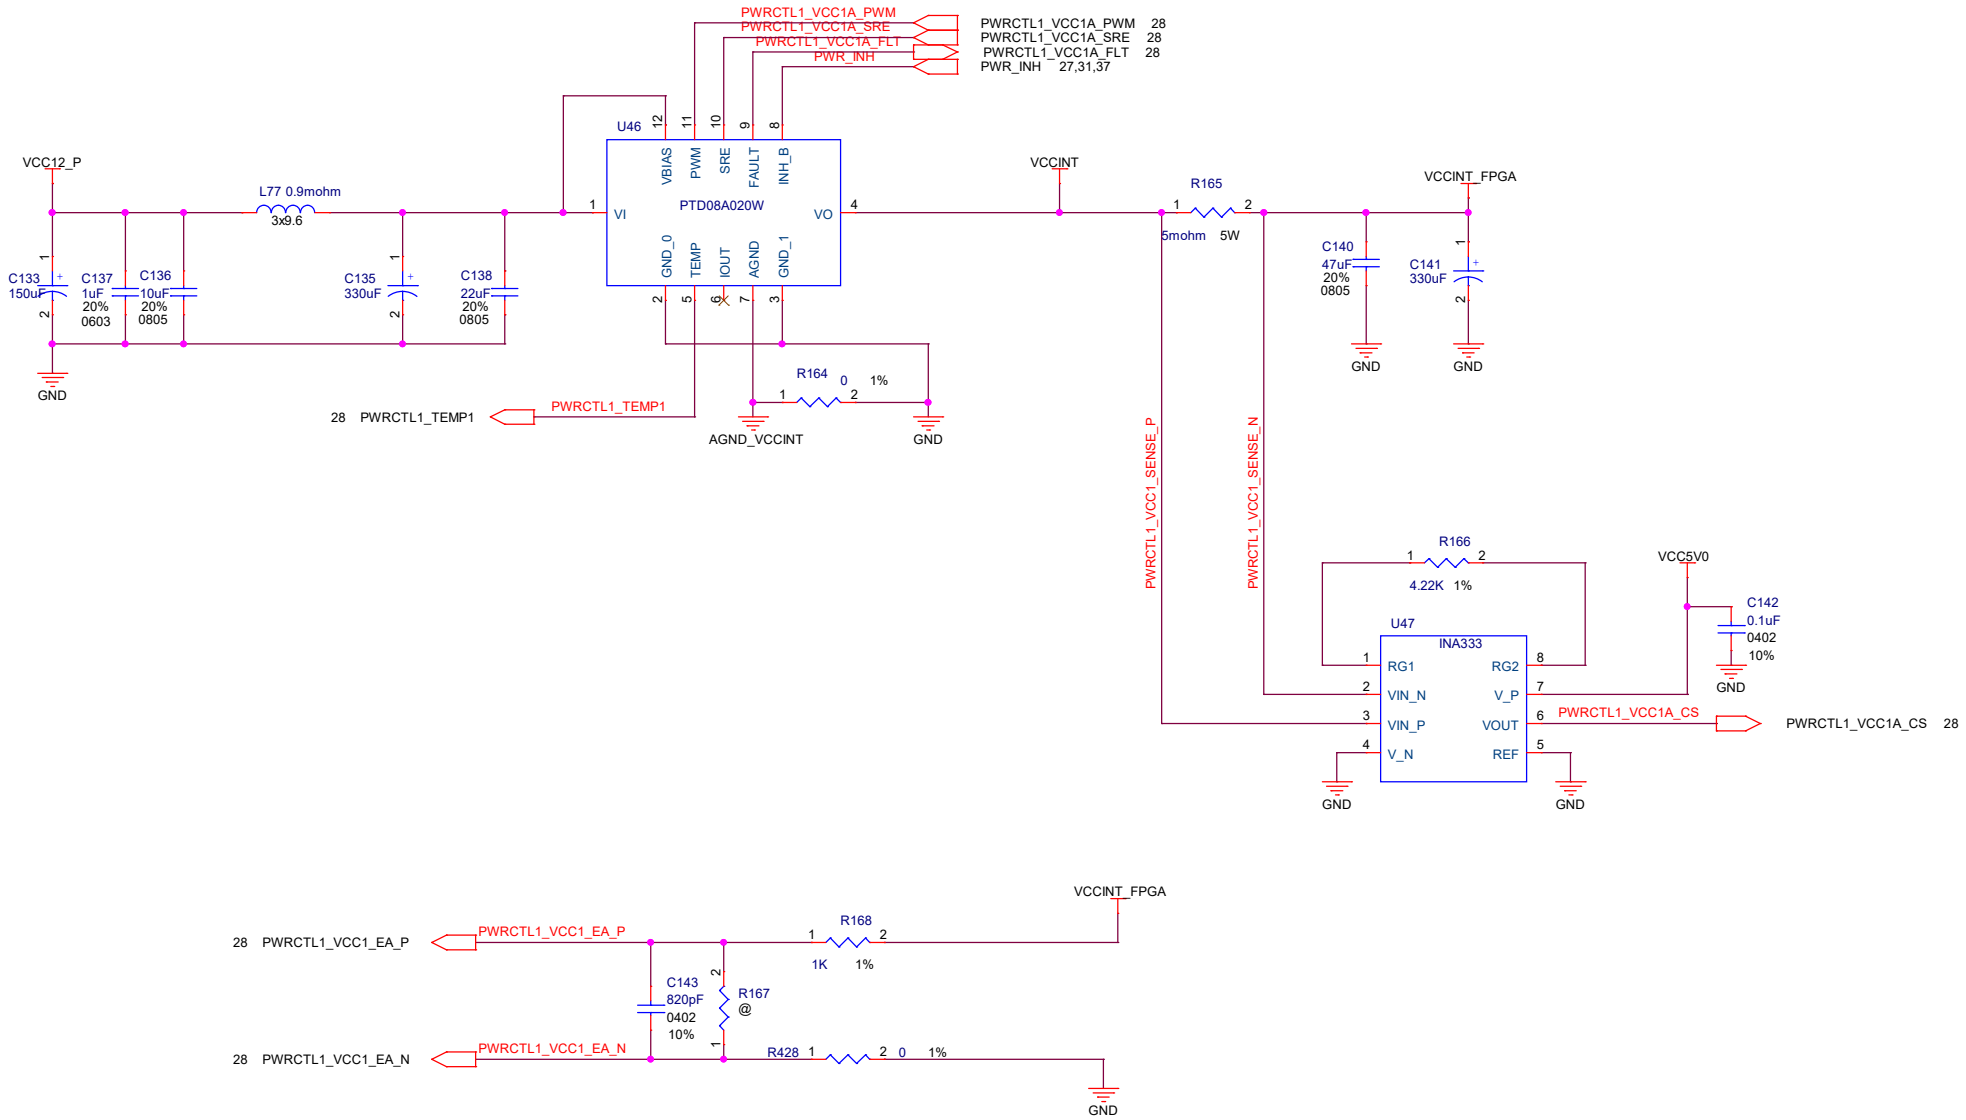 PWRCTL1_VCC1A_PWM PWRCTL1_VCC1A_PWM 28
PWRCTL1_VCC1A_SRE PWRCTL1_VCC1A_SRE 28
PWRCTL1_VCC1A_FLT PWRCTL1_VCC1A_FLT 28
PWR_INH PWR_INH 27,31,37
U46
12 11 10 9 8
VBIAS PWM SRE FAULT INH_B
PTD08A020W
1 VI
VO 4
GND_0 TEMP IOUT AGND GND_1
2 5 6 7 3
VCC12_P
L77 0.9mohm
3x9.6
1
C133
150uF
+
2
C137
1uF
20%
0603
C136
10uF
20%
0805
1
C135
330uF
+
2
C138
22uF
20%
0805
GND
VCCINT
R165
1 2
5mohm 5W
VCCINT_FPGA
C140
47uF
20%
0805
GND
1
C141
330uF
+
2
GND
R164 0 1%
1 2
AGND_VCCINT
GND
28 PWRCTL1_TEMP1 PWRCTL1_TEMP1
PWRCTL1_VCC1_SENSE_P
PWRCTL1_VCC1_SENSE_N
R166
1 2
4.22K 1%
VCC5V0
C142
0.1uF
0402
10%
GND
U47
INA333
1 RG1 RG2 8
2 VIN_N V_P 7
3 VIN_P VOUT 6
4 V_N REF 5
PWRCTL1_VCC1A_CS PWRCTL1_VCC1A_CS 28
GND
GND
VCCINT_FPGA
28 PWRCTL1_VCC1_EA_P PWRCTL1_VCC1_EA_P
R168
1 2
1K 1%
C143
820pF
0402
10%
2
R167
@
1
28 PWRCTL1_VCC1_EA_N PWRCTL1_VCC1_EA_N
R428 1 2 0 1%
GND